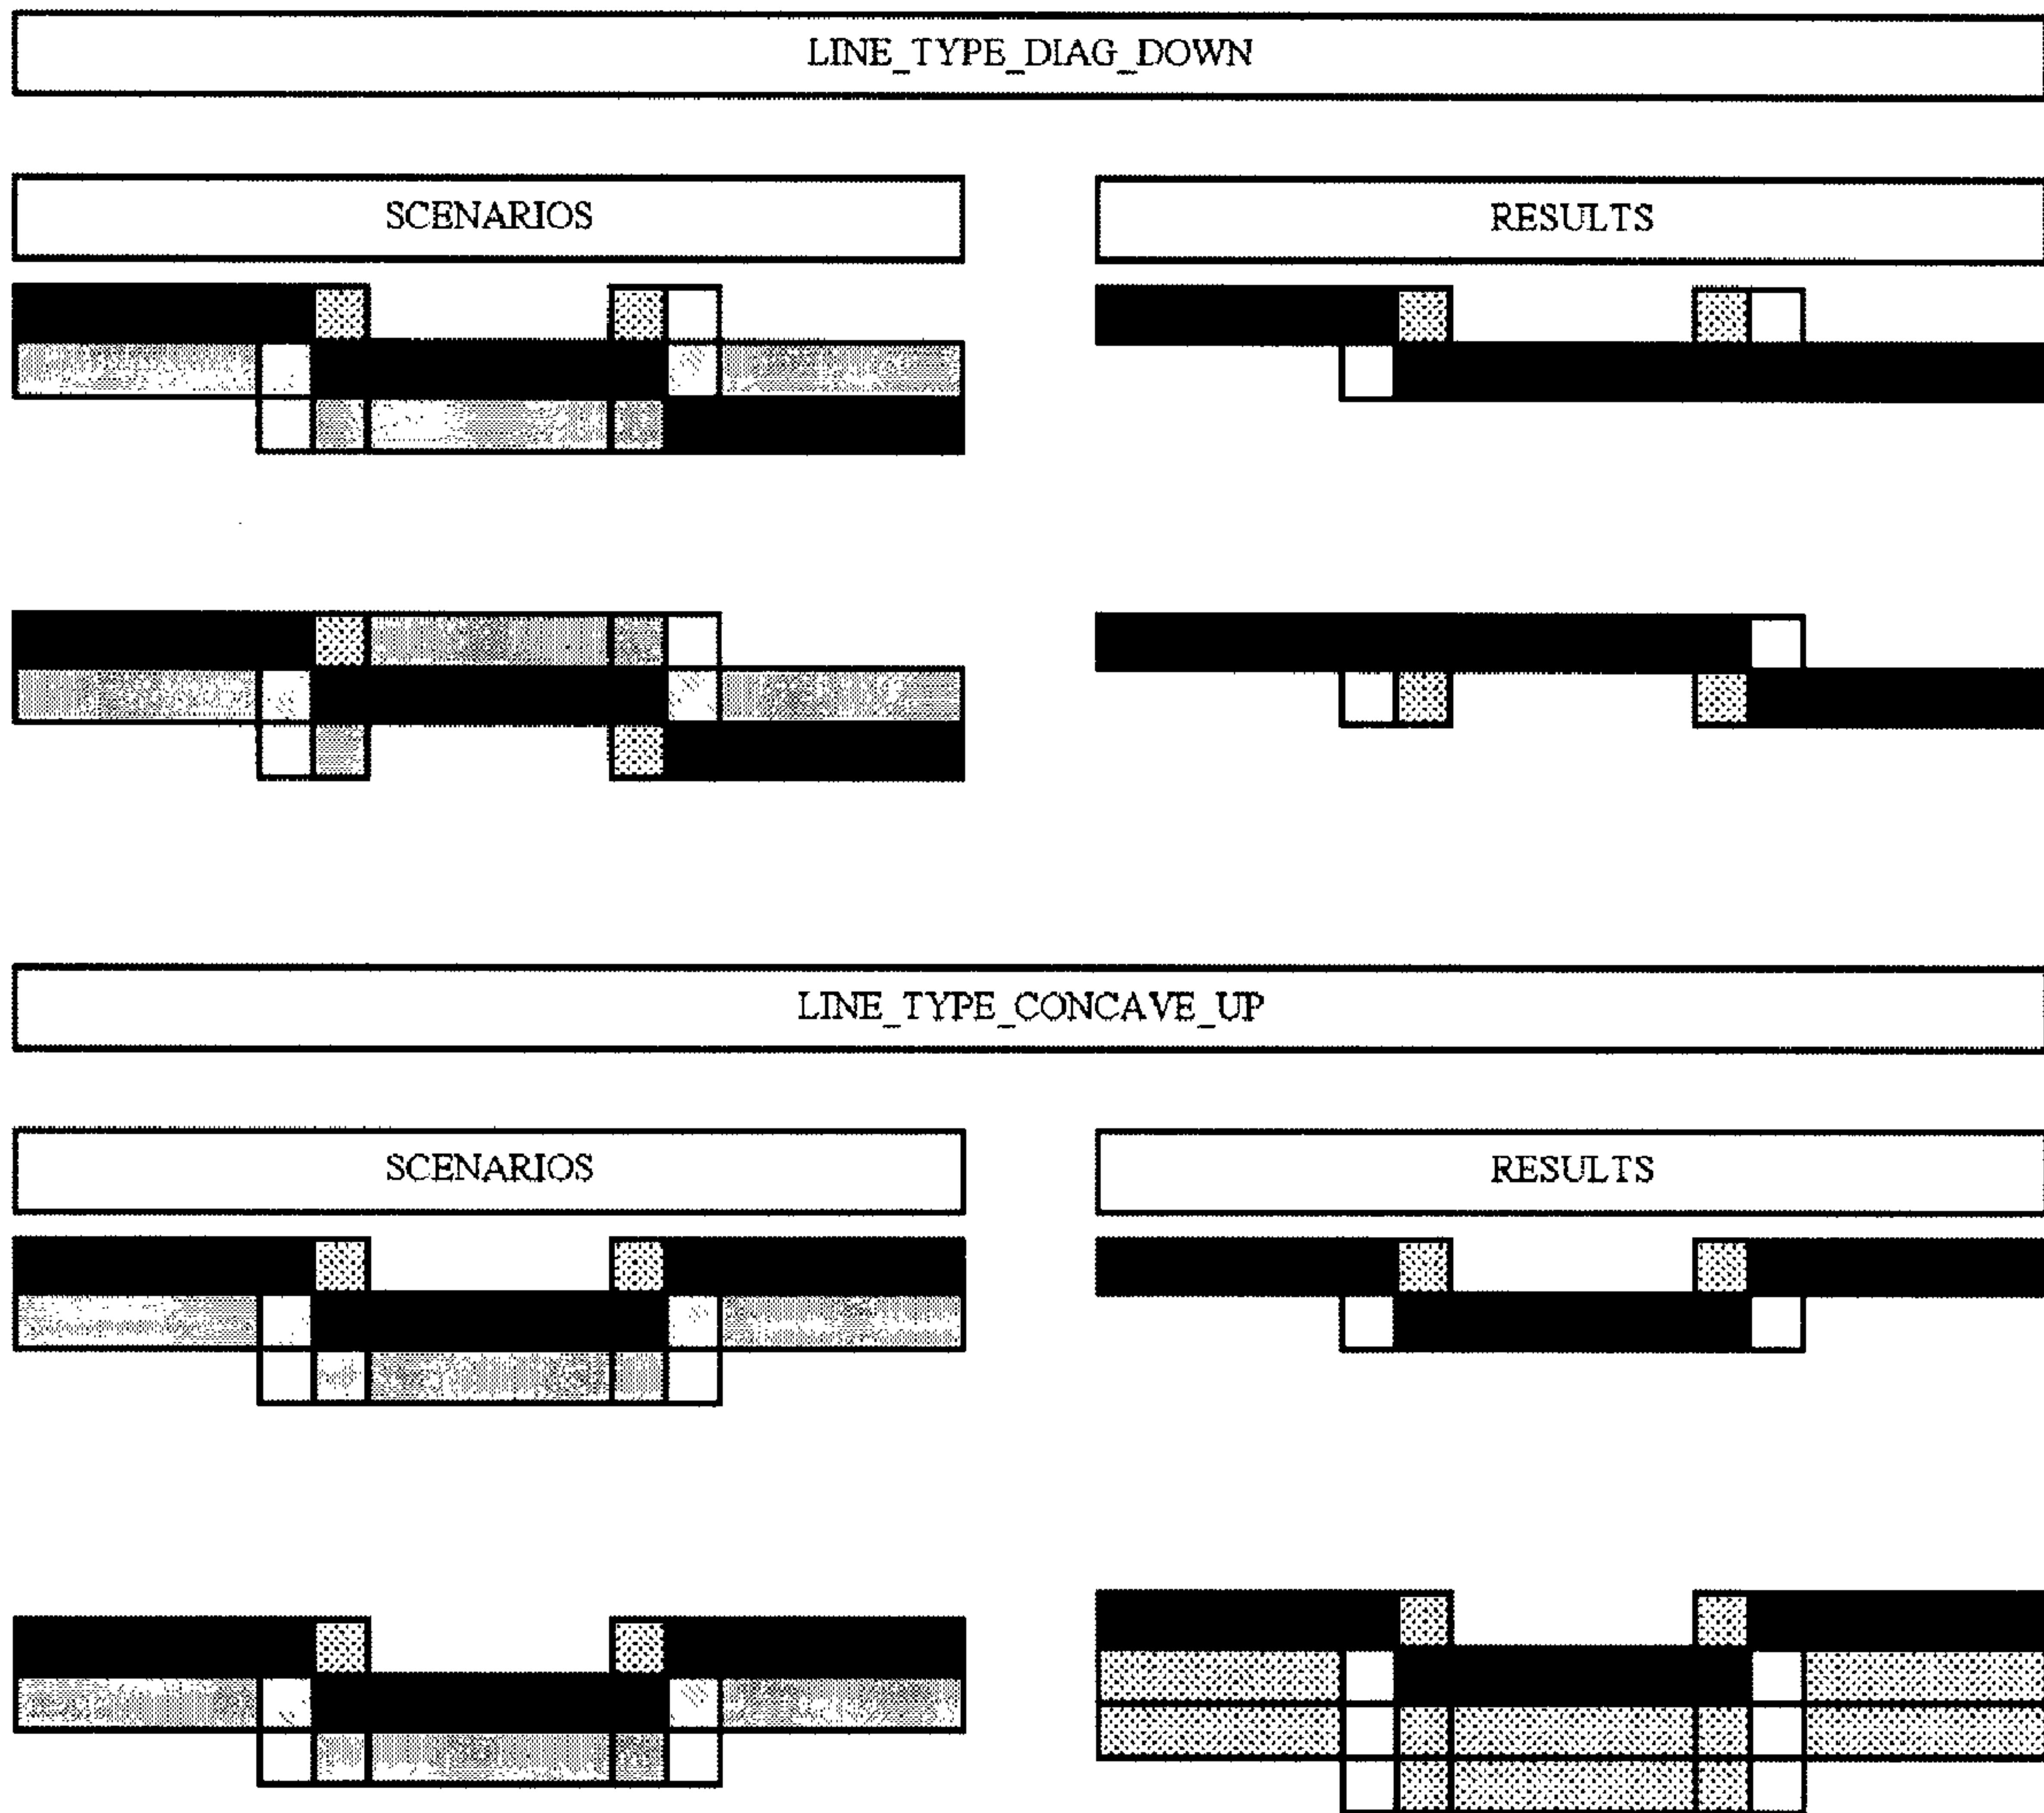 LINE_TYPE_DIAG_DOWN
SCENARIOS
RESULTS
LINE_TYPE_CONCAVE_UP
SCENARIOS
RESULTS